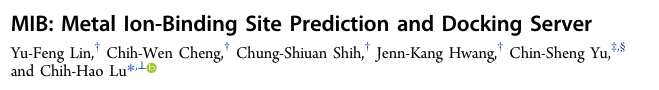 MIB: Metal Ion-Binding Site Prediction and Docking Server
Yu-Feng Lin,† Chih-Wen Cheng,† Chung-Shiuan Shih,† Jenn-Kang Hwang,† Chin-Sheng Yu,‡,§
and Chih-Hao Lu*,⊥ iD